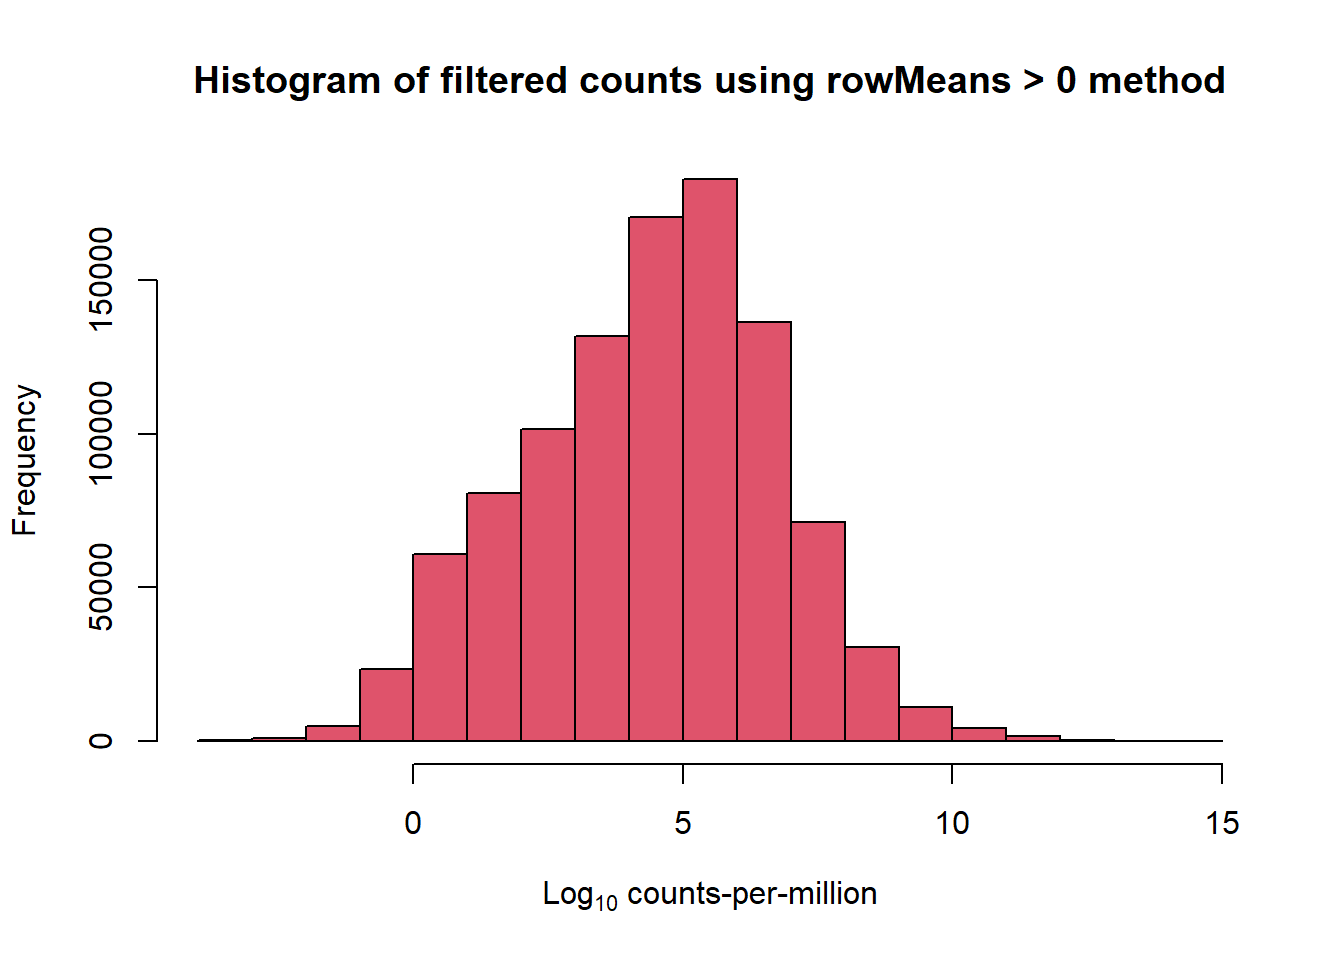 Histogram of filtered counts using rowMeans > 0 method
Frequency
150000
100000
50000
0
0 5 10 15
Log₁₀ counts-per-million